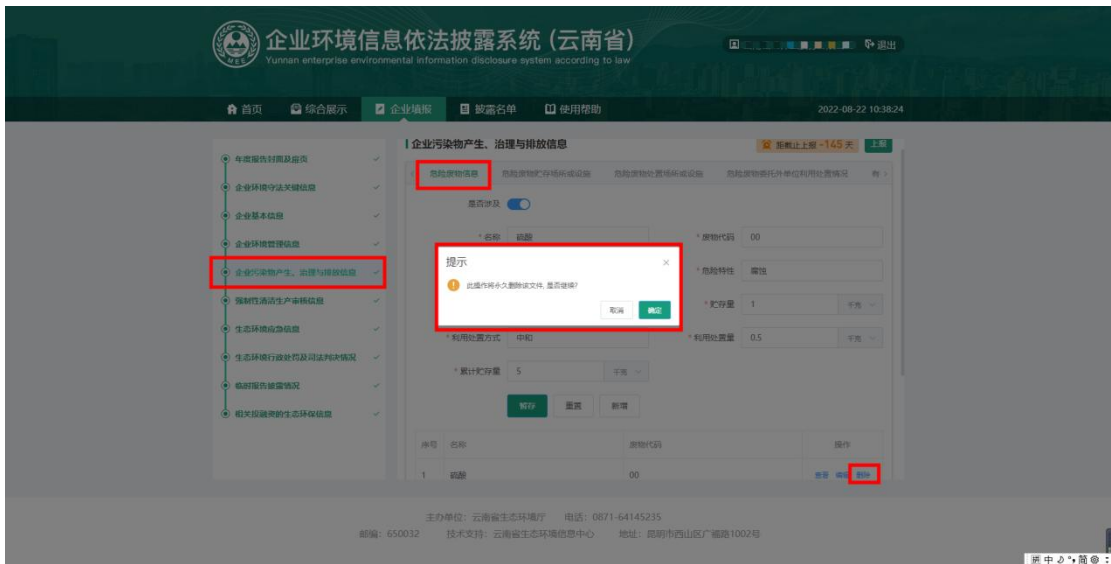 企业环境信息依法披露系统 (云南省)
Yunnan enterprise environmental information disclosure system according to law
MEE
退出
首页 综合展示 企业填报 披露名单 使用帮助 2022-08-22 10:38:24
企业污染物产生、治理与排放信息 距截止上报 -145 天 上报
年度报告封面及扉页
企业环境守法关键信息
企业基本信息
企业环境管理信息
企业污染物产生、治理与排放信息
强制性清洁生产审核信息
生态环境应急信息
生态环境行政处罚及司法判决情况
临时报告披露情况
相关投融资的生态环保信息
危险废物信息 危险废物贮存场所或设施 危险废物处置场所或设施 危险废物委托外单位利用处置情况 有
是否涉及
* 名称 硫酸 * 废物代码 00
* 危险特性 腐蚀
* 贮存量 1 千克
* 利用处置方式 中和 * 利用处置量 0.5 千克
* 累计贮存量 5 千克
提示
此操作将永久删除该文件, 是否继续?
取消 确定
暂存 重置 新增
序号 名称 废物代码 操作
1 硫酸 00 查看 编辑 删除
主办单位：云南省生态环境厅 电话：0871-64145235
邮编：650032 技术支持：云南省生态环境信息中心 地址：昆明市西山区广福路1002号
拼 中 简